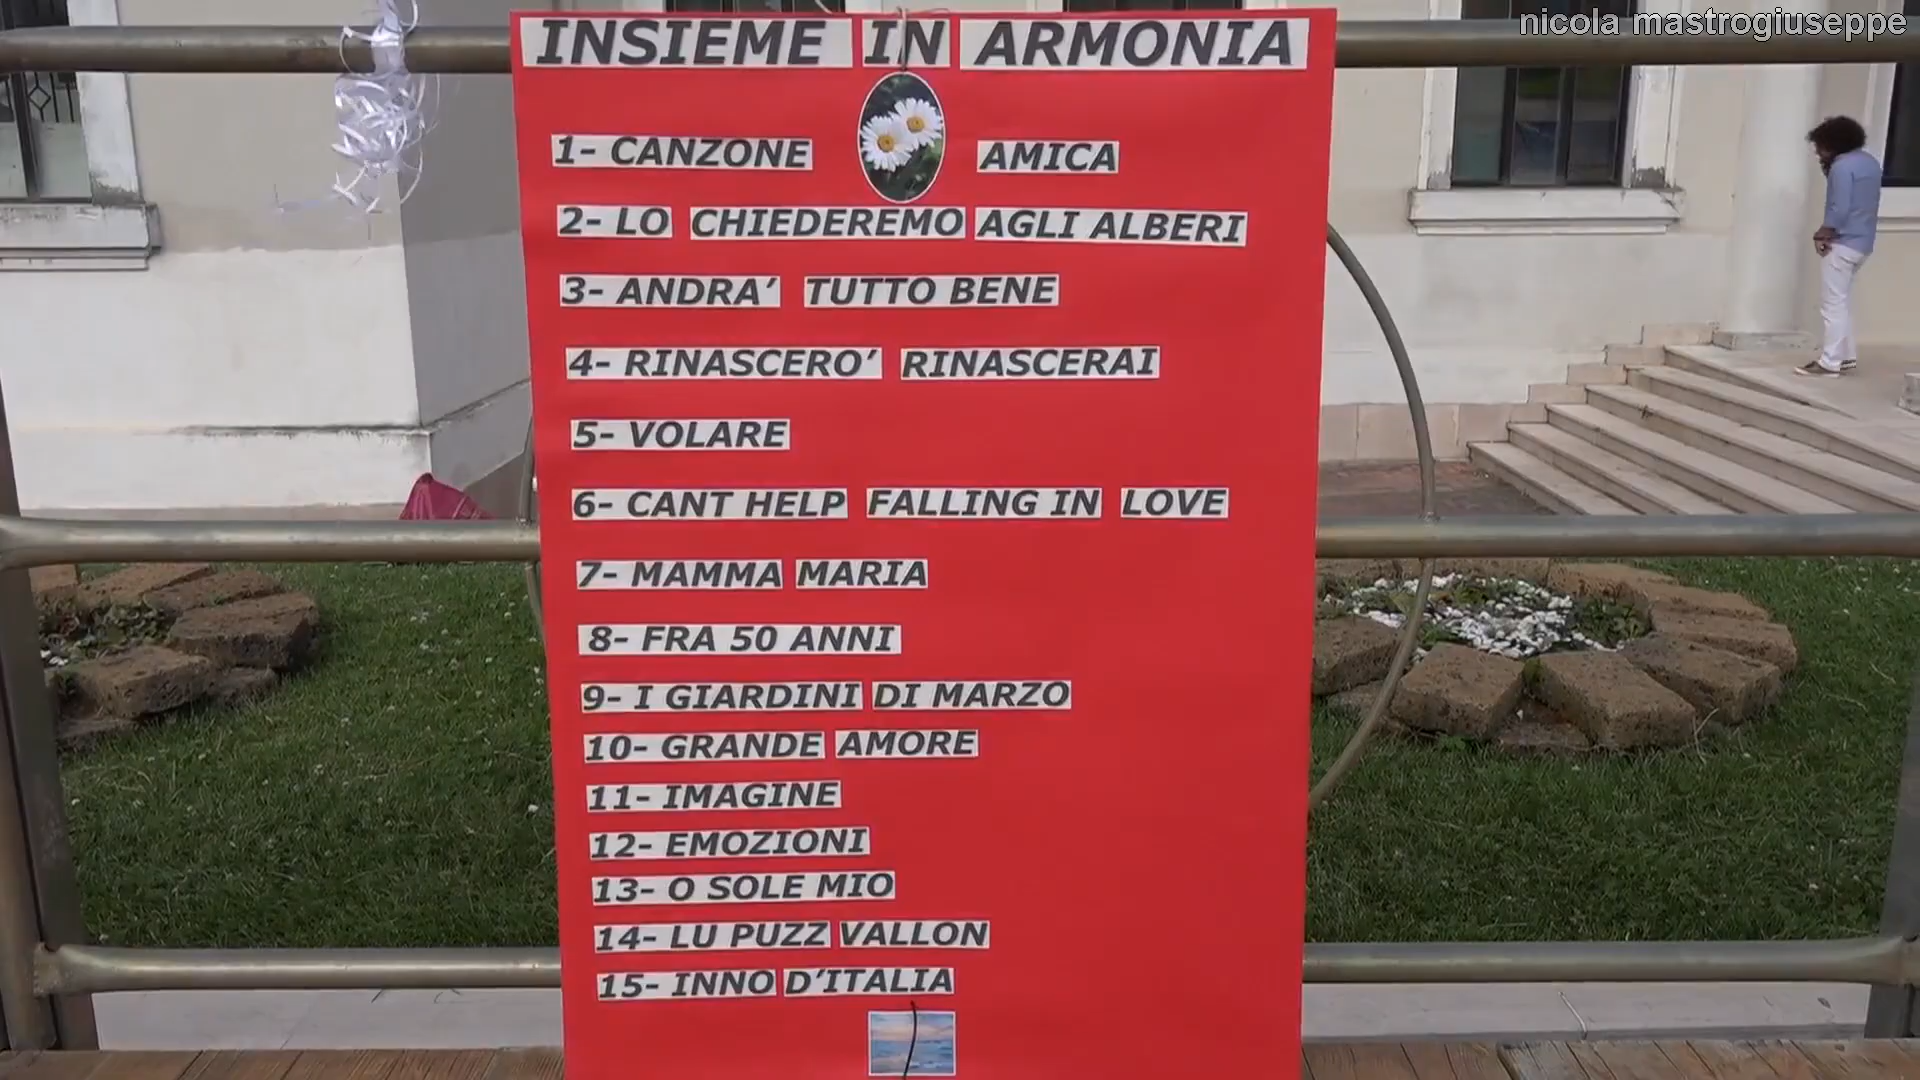 nicola mastrogiuseppe
INSIEME IN ARMONIA
1- CANZONE AMICA
2- LO CHIEDEREMO AGLI ALBERI
3- ANDRA' TUTTO BENE
4- RINASCERO' RINASCERAI
5- VOLARE
6- CANT HELP FALLING IN LOVE
7- MAMMA MARIA
8- FRA 50 ANNI
9- I GIARDINI DI MARZO
10- GRANDE AMORE
11- IMAGINE
12- EMOZIONI
13- O SOLE MIO
14- LU PUZZ VALLON
15- INNO D'ITALIA